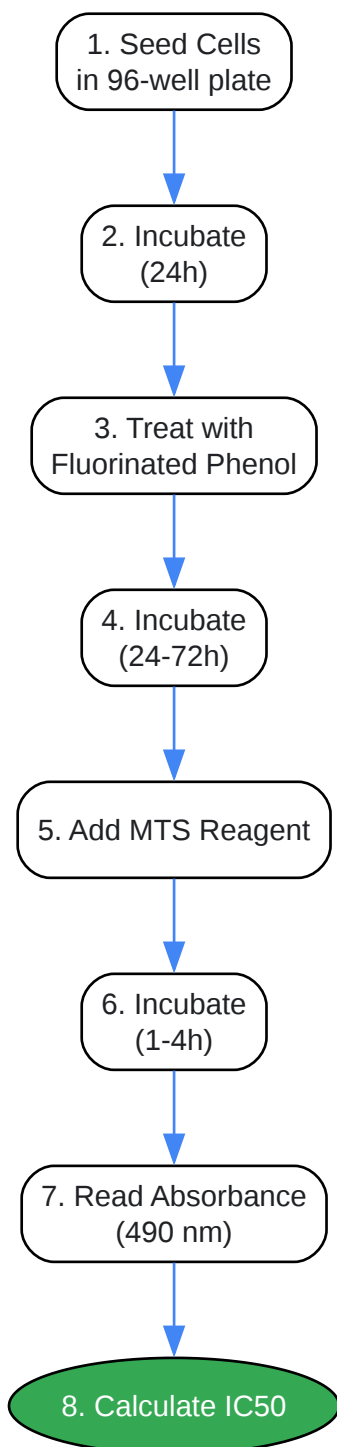 1. Seed Cells
in 96-well plate
2. Incubate
(24h)
3. Treat with
Fluorinated Phenol
4. Incubate
(24-72h)
5. Add MTS Reagent
6. Incubate
(1-4h)
7. Read Absorbance
(490 nm)
8. Calculate IC50